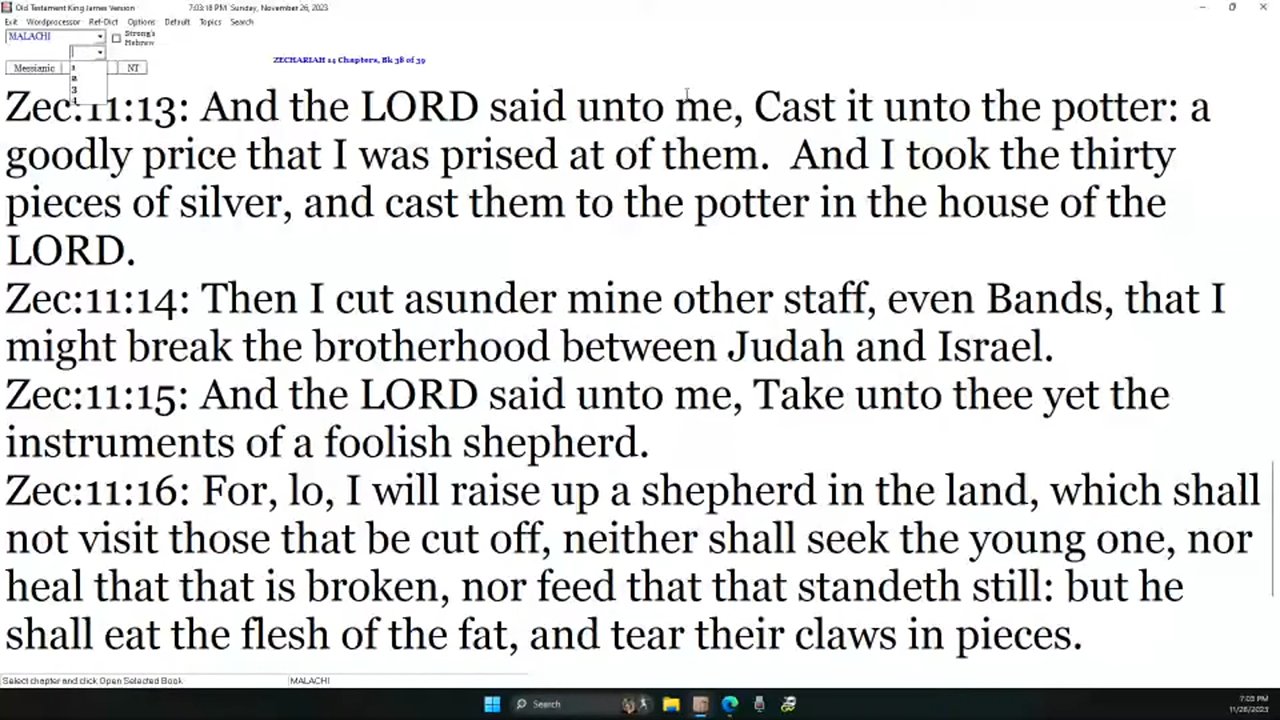 Old Testament King James Version 7:03:18 PM Sunday, November 26, 2023
Exit Wordprocessor Ref-Dict Options Default Topics Search
MALACHI Strong's
Hebrew
ZECHARIAH 14 Chapters, Bk 38 of 39
Messianic NT
1
2
3
4
Zec:11:13: And the LORD said unto me, Cast it unto the potter: a
goodly price that I was prised at of them. And I took the thirty
pieces of silver, and cast them to the potter in the house of the
LORD.
Zec:11:14: Then I cut asunder mine other staff, even Bands, that I
might break the brotherhood between Judah and Israel.
Zec:11:15: And the LORD said unto me, Take unto thee yet the
instruments of a foolish shepherd.
Zec:11:16: For, lo, I will raise up a shepherd in the land, which shall
not visit those that be cut off, neither shall seek the young one, nor
heal that that is broken, nor feed that that standeth still: but he
shall eat the flesh of the fat, and tear their claws in pieces.
Select chapter and click Open Selected Book MALACHI
Search
7:03 PM
11/26/2023